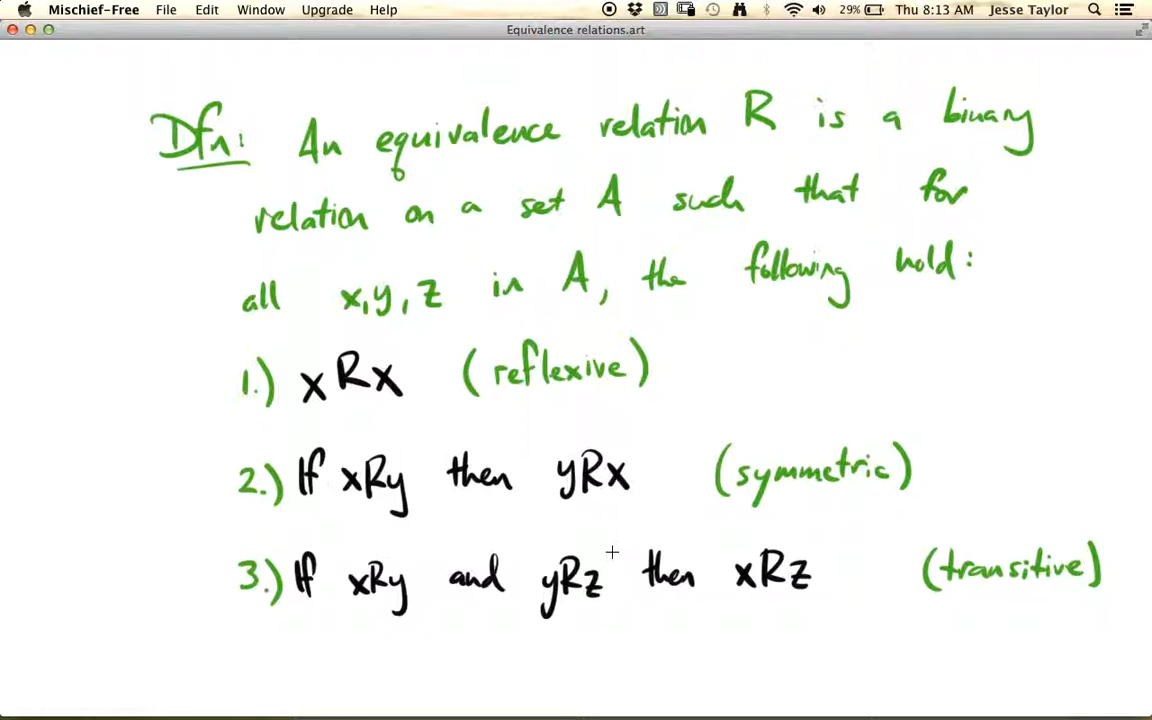 Mischief-Free File Edit Window Upgrade Help 29% Thu 8:13 AM Jesse Taylor
Equivalence relations.art
Dfn: An equivalence relation R is a binary
relation on a set A such that for
all x, y, z in A, the following hold:
1.) xRx (reflexive)
2.) If xRy then yRx (symmetric)
3.) If xRy and yRz then xRz (transitive)